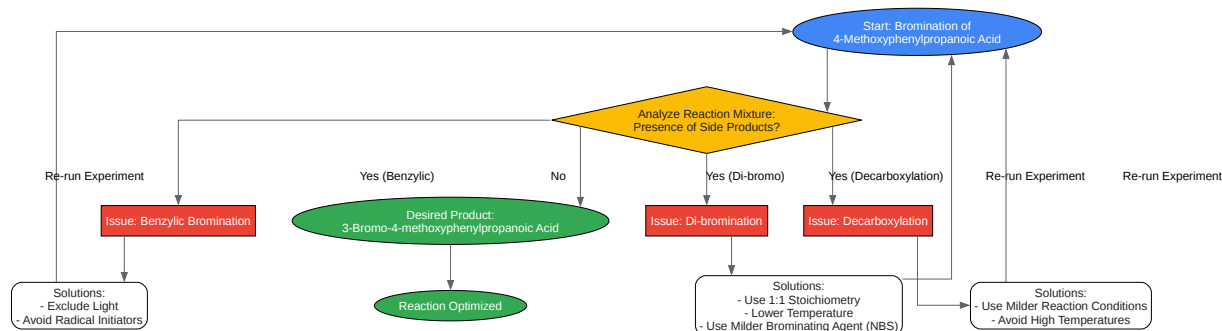 Start: Bromination of
4-Methoxyphenylpropanoic Acid
Analyze Reaction Mixture:
Presence of Side Products?
Re-run Experiment
Yes (Benzylic)
No
Yes (Di-bromo)
Yes (Decarboxylation)
Re-run Experiment
Re-run Experiment
Issue: Benzylic Bromination
Desired Product:
3-Bromo-4-methoxyphenylpropanoic Acid
Issue: Di-bromination
Issue: Decarboxylation
Solutions:
- Exclude Light
- Avoid Radical Initiators
Reaction Optimized
Solutions:
- Use 1:1 Stoichiometry
- Lower Temperature
- Use Milder Brominating Agent (NBS)
Solutions:
- Use Milder Reaction Conditions
- Avoid High Temperatures